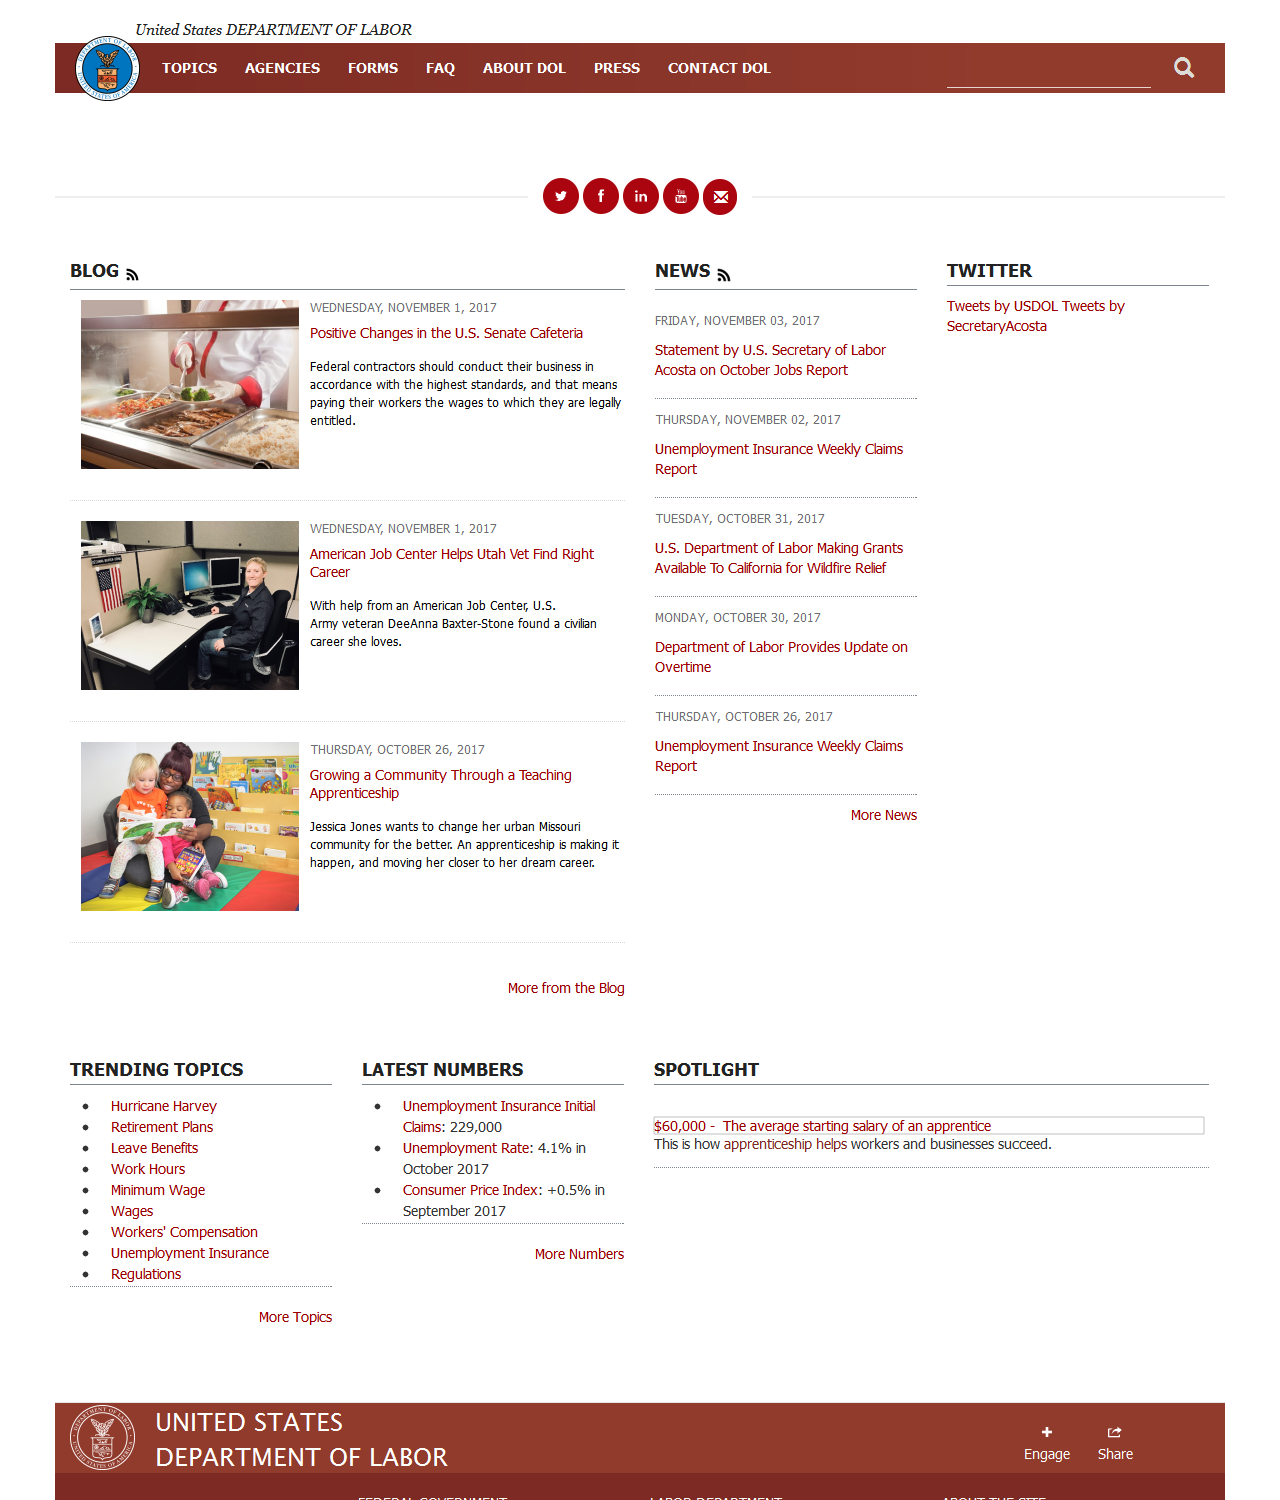 United States DEPARTMENT OF LABOR
TOPICS AGENCIES FORMS FAQ ABOUT DOL PRESS CONTACT DOL
BLOG
WEDNESDAY, NOVEMBER 1, 2017
Positive Changes in the U.S. Senate Cafeteria
Federal contractors should conduct their business in
accordance with the highest standards, and that means
paying their workers the wages to which they are legally
entitled.
WEDNESDAY, NOVEMBER 1, 2017
American Job Center Helps Utah Vet Find Right
Career
With help from an American Job Center, U.S.
Army veteran DeeAnna Baxter-Stone found a civilian
career she loves.
THURSDAY, OCTOBER 26, 2017
Growing a Community Through a Teaching
Apprenticeship
Jessica Jones wants to change her urban Missouri
community for the better. An apprenticeship is making it
happen, and moving her closer to her dream career.
More from the Blog
NEWS
FRIDAY, NOVEMBER 03, 2017
Statement by U.S. Secretary of Labor
Acosta on October Jobs Report
THURSDAY, NOVEMBER 02, 2017
Unemployment Insurance Weekly Claims
Report
TUESDAY, OCTOBER 31, 2017
U.S. Department of Labor Making Grants
Available To California for Wildfire Relief
MONDAY, OCTOBER 30, 2017
Department of Labor Provides Update on
Overtime
THURSDAY, OCTOBER 26, 2017
Unemployment Insurance Weekly Claims
Report
More News
TWITTER
Tweets by USDOL Tweets by
SecretaryAcosta
TRENDING TOPICS
Hurricane Harvey
Retirement Plans
Leave Benefits
Work Hours
Minimum Wage
Wages
Workers' Compensation
Unemployment Insurance
Regulations
More Topics
LATEST NUMBERS
Unemployment Insurance Initial
Claims: 229,000
Unemployment Rate: 4.1% in
October 2017
Consumer Price Index: +0.5% in
September 2017
More Numbers
SPOTLIGHT
$60,000 - The average starting salary of an apprentice
This is how apprenticeship helps workers and businesses succeed.
UNITED STATES
DEPARTMENT OF LABOR
Engage Share
FEDERAL GOVERNMENT LABOR DEPARTMENT ABOUT THE SITE